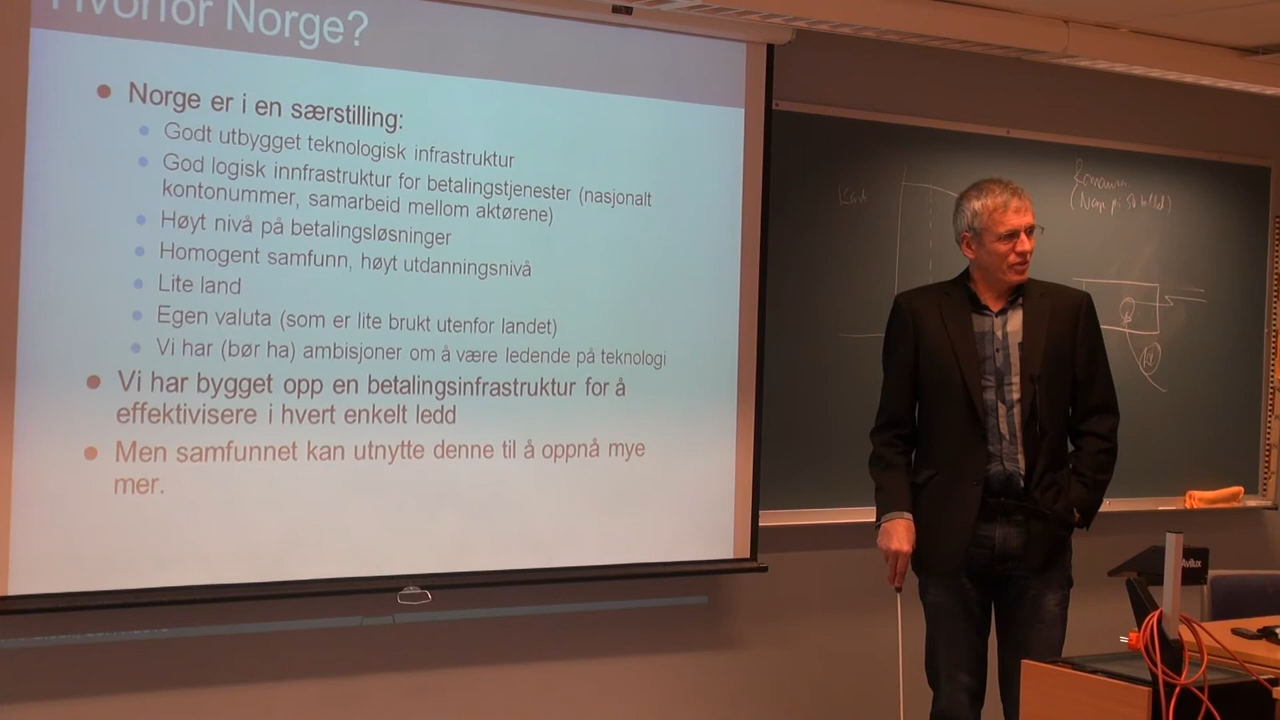 Hvorfor Norge?
Norge er i en særstilling:
Godt utbygget teknologisk infrastruktur
God logisk innfrastruktur for betalingstjenester (nasjonalt
kontonummer, samarbeid mellom aktørene)
Høyt nivå på betalingsløsninger
Homogent samfunn, høyt utdanningsnivå
Lite land
Egen valuta (som er lite brukt utenfor landet)
Vi har (bør ha) ambisjoner om å være ledende på teknologi
Vi har bygget opp en betalingsinfrastruktur for å
effektivisere i hvert enkelt ledd
Men samfunnet kan utnytte denne til å oppnå mye
mer.
Avilux